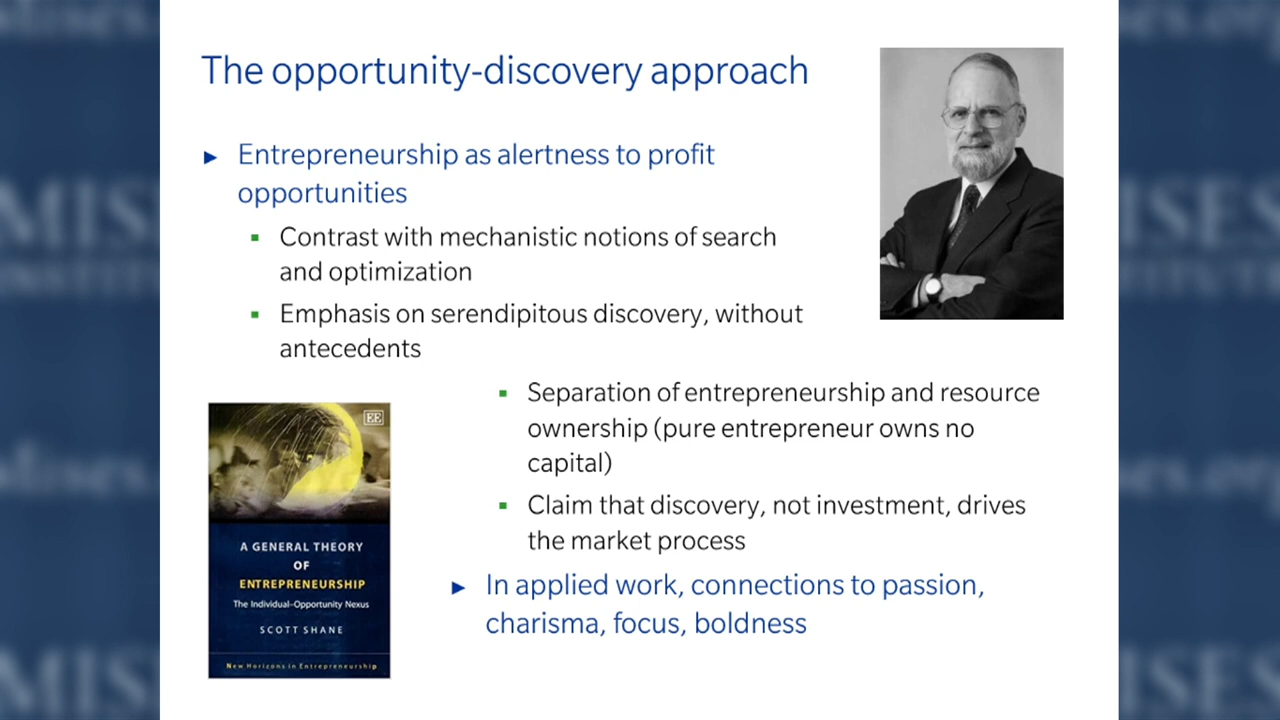 The opportunity-discovery approach
► Entrepreneurship as alertness to profit
opportunities
▪ Contrast with mechanistic notions of search
and optimization
▪ Emphasis on serendipitous discovery, without
antecedents
▪ Separation of entrepreneurship and resource
ownership (pure entrepreneur owns no
capital)
▪ Claim that discovery, not investment, drives
the market process
► In applied work, connections to passion,
charisma, focus, boldness
EE
A GENERAL THEORY
OF
ENTREPRENEURSHIP
The Individual–Opportunity Nexus
SCOTT SHANE
New Horizons in Entrepreneurship